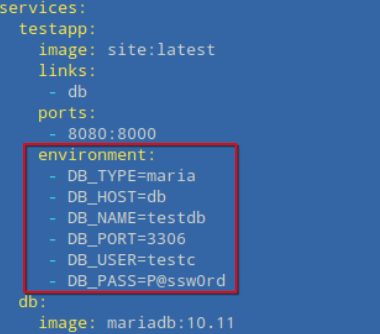 services:
  testapp:
    image: site:latest
    links:
      - db
    ports:
      - 8080:8000
    environment:
      - DB_TYPE=maria
      - DB_HOST=db
      - DB_NAME=testdb
      - DB_PORT=3306
      - DB_USER=testc
      - DB_PASS=P@ssw0rd
  db:
    image: mariadb:10.11